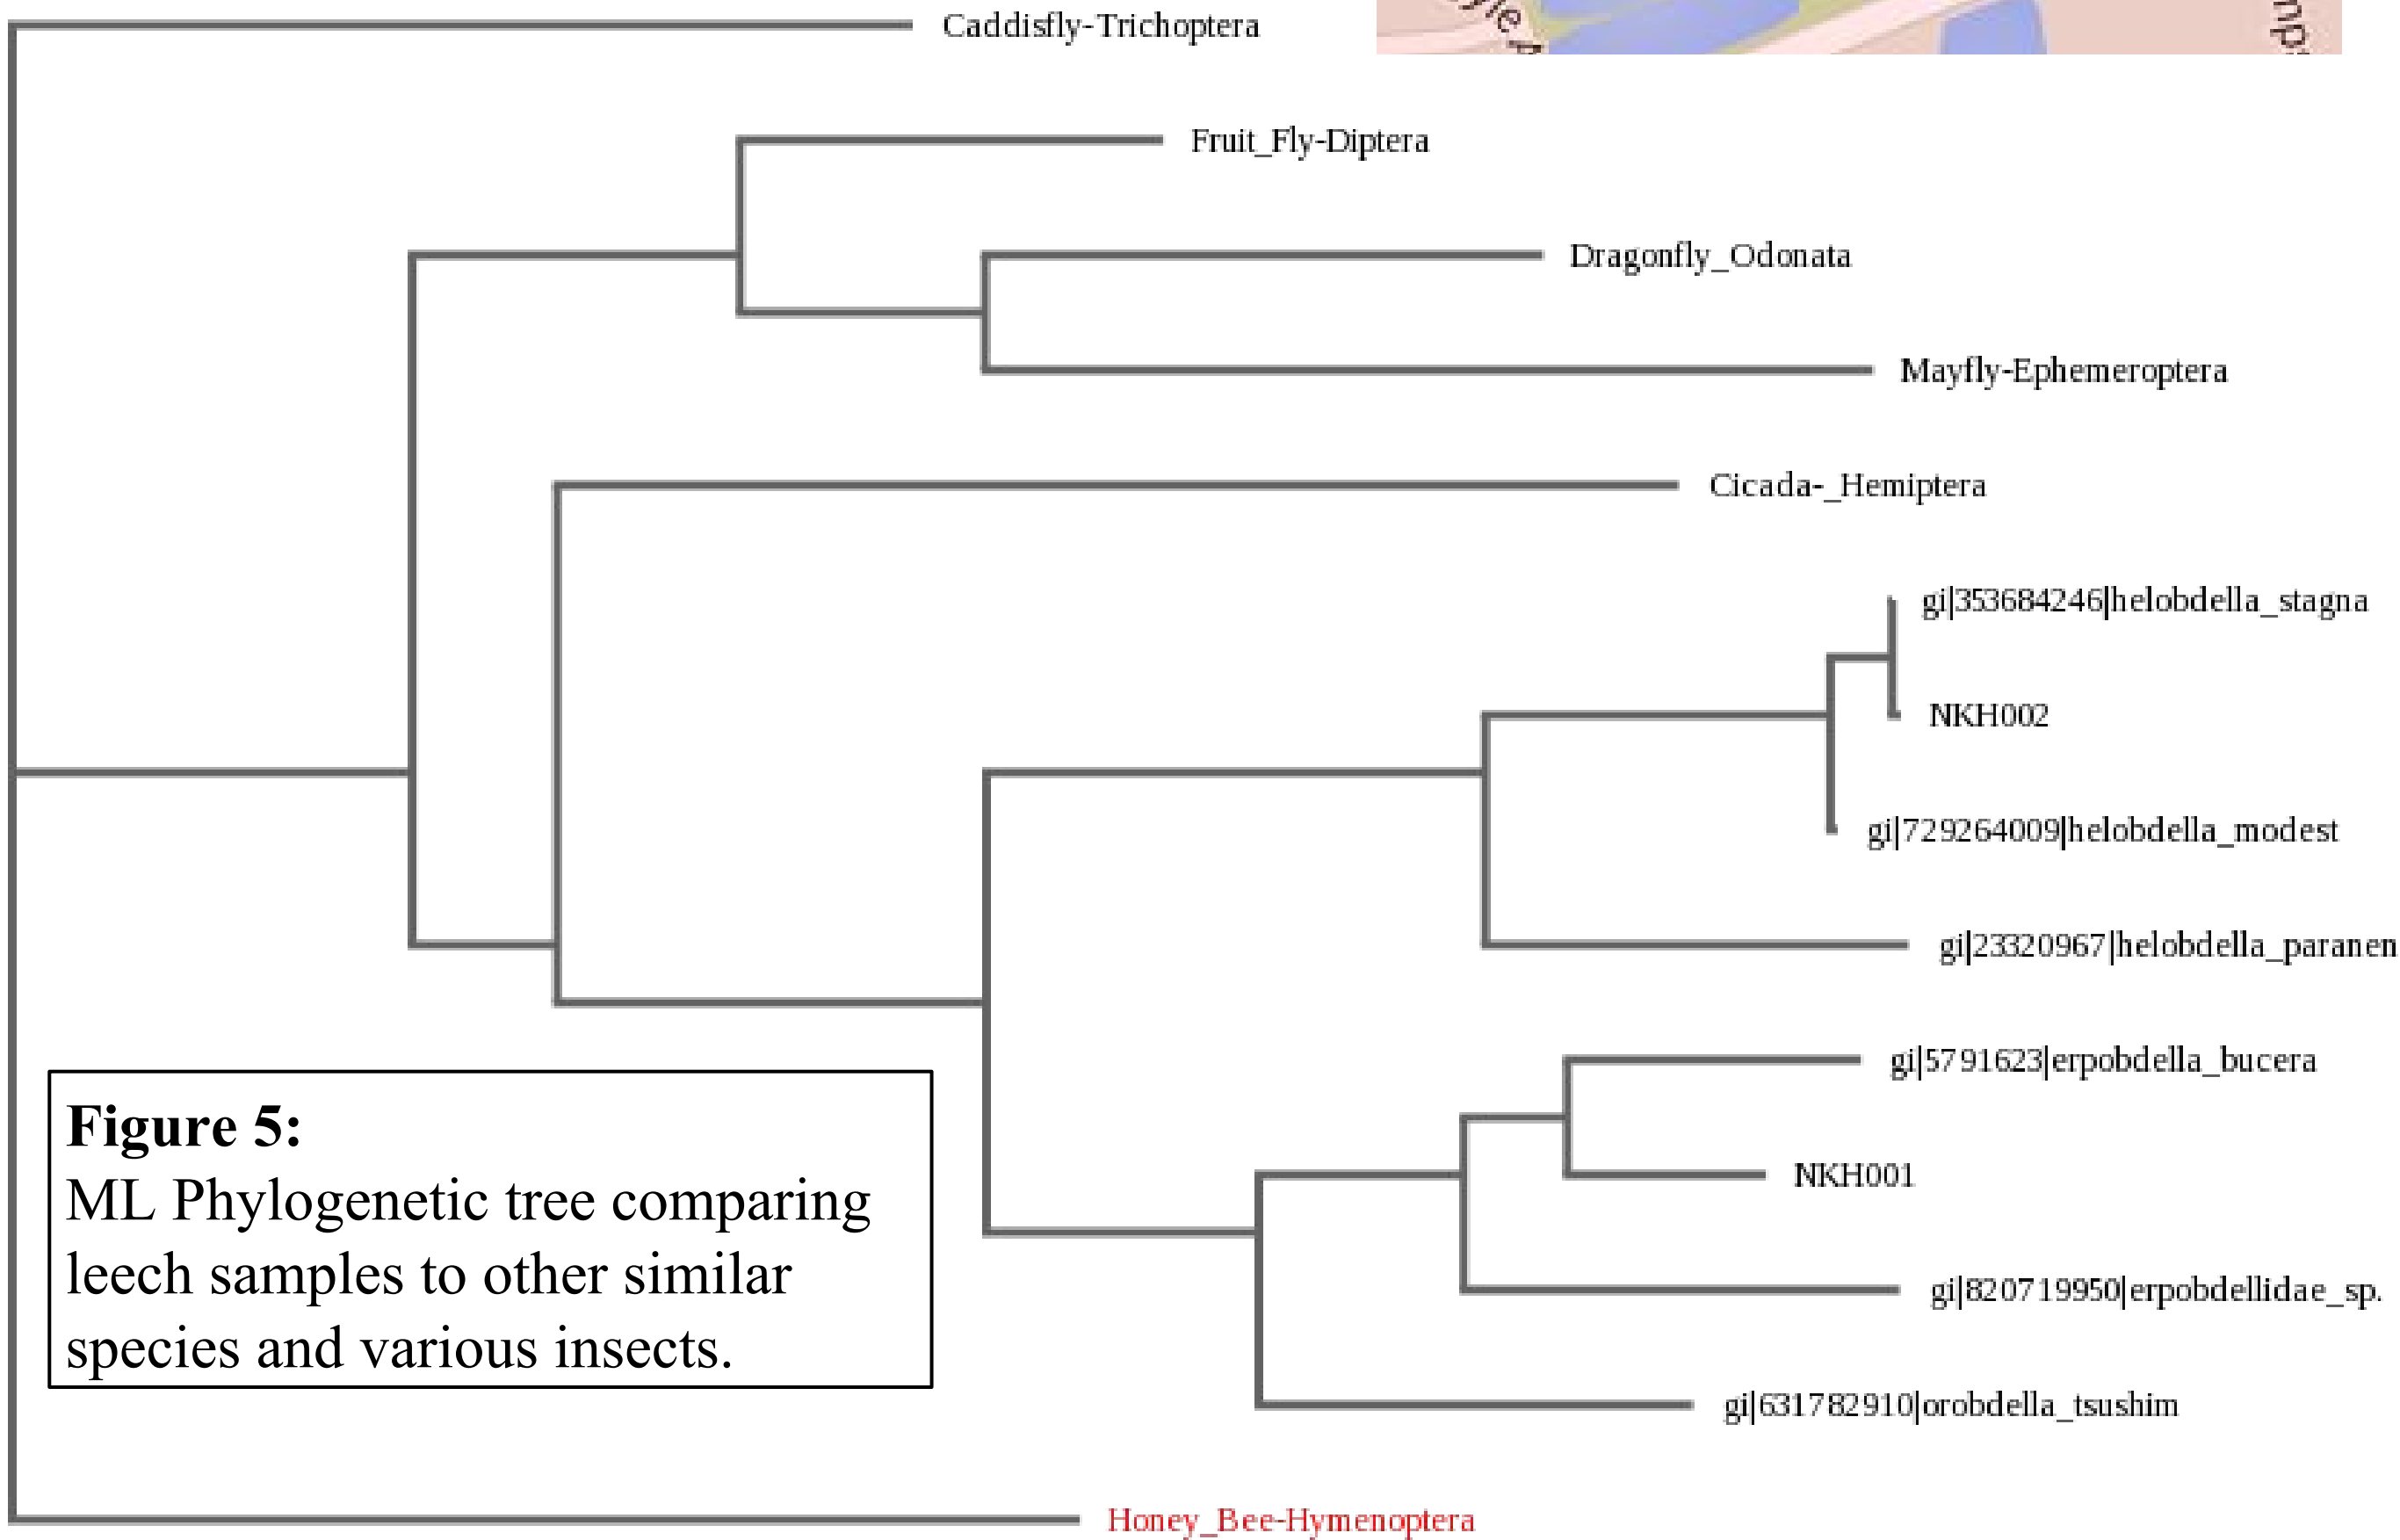 Caddisfly-Trichoptera
Fruit_Fly-Diptera
Dragonfly_Odonata
Mayfly-Ephemeroptera
Cicada-_Hemiptera
gi|353684246|helobdella_stagna
NKH002
gi|729264009|helobdella_modest
gi|23320967|helobdella_paranen
gi|5791623|erpobdella_bucera
NKH001
gi|820719950|erpobdellidae_sp.
gi|631782910|orobdella_tsushim
Honey_Bee-Hymenoptera
Figure 5:
ML Phylogenetic tree comparing
leech samples to other similar
species and various insects.